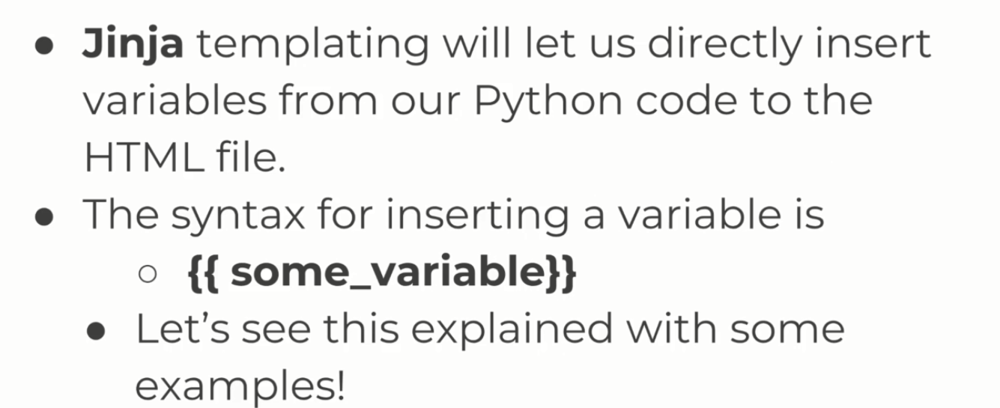 ● Jinja templating will let us directly insert
variables from our Python code to the
HTML file.
● The syntax for inserting a variable is
○ {{ some_variable}}
● Let’s see this explained with some
examples!